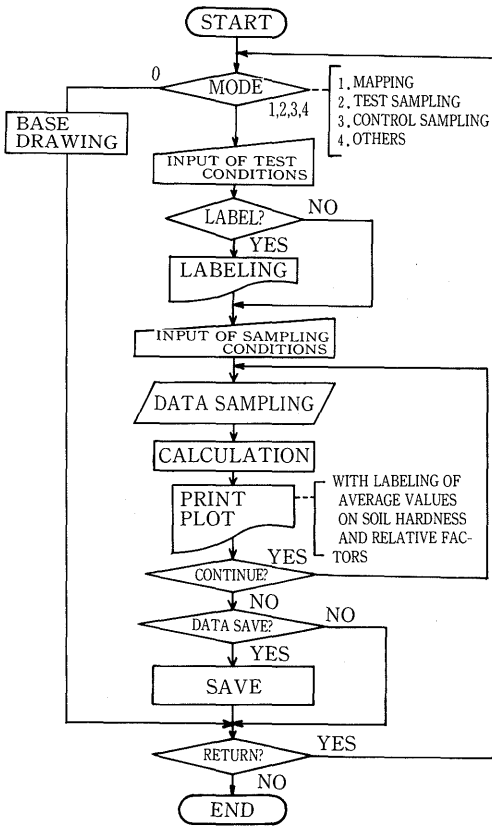 START
0
MODE
1,2,3,4
1. MAPPING
2. TEST SAMPLING
3. CONTROL SAMPLING
4. OTHERS
BASE
DRAWING
INPUT OF TEST
CONDITIONS
LABEL?
NO
YES
LABELING
INPUT OF SAMPLING
CONDITIONS
DATA SAMPLING
CALCULATION
PRINT
PLOT
WITH LABELING OF
AVERAGE VALUES
ON SOIL HARDNESS
AND RELATIVE FAC-
TORS
CONTINUE?
YES
NO
DATA SAVE?
NO
YES
SAVE
RETURN?
YES
NO
END